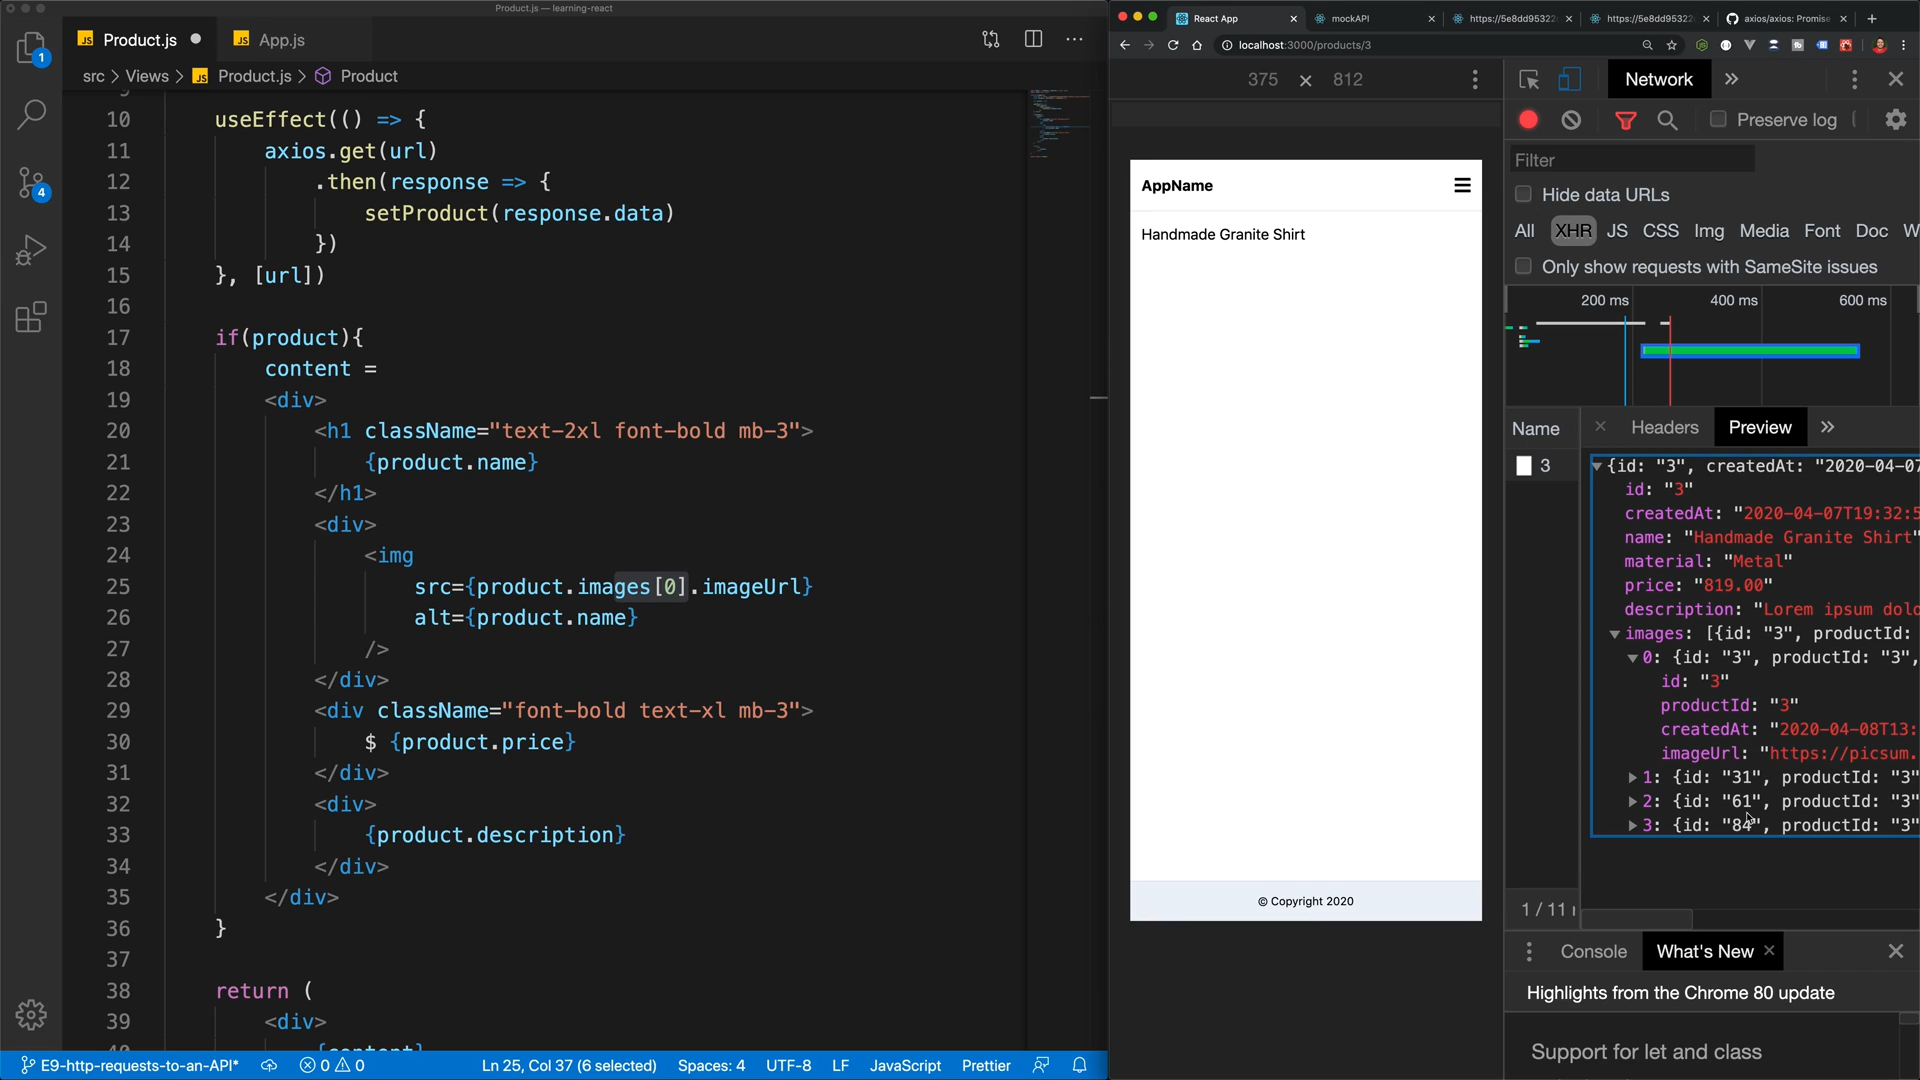 Product.js — learning-react
JS Product.js
JS App.js
src > Views > JS Product.js > Product
1
4
10 useEffect(() => {
11 axios.get(url)
12 .then(response => {
13 setProduct(response.data)
14 })
15 }, [url])
16
17 if(product){
18 content =
19 <div>
20 <h1 className="text-2xl font-bold mb-3">
21 {product.name}
22 </h1>
23 <div>
24 <img
25 src={product.images[0].imageUrl}
26 alt={product.name}
27 />
28 </div>
29 <div className="font-bold text-xl mb-3">
30 $ {product.price}
31 </div>
32 <div>
33 {product.description}
34 </div>
35 </div>
36 }
37
38 return (
39 <div>
{content}
E9-http-requests-to-an-API*
0 0
Ln 25, Col 37 (6 selected)
Spaces: 4
UTF-8
LF
JavaScript
Prettier
React App
mockAPI
https://5e8dd95322
https://5e8dd95322
axios/axios: Promise
localhost:3000/products/3
375 × 812
AppName
Handmade Granite Shirt
© Copyright 2020
Network
Preserve log
Filter
Hide data URLs
All XHR JS CSS Img Media Font Doc W
Only show requests with SameSite issues
200 ms 400 ms 600 ms
Name
3
Headers Preview
{id: "3", createdAt: "2020-04-07
id: "3"
createdAt: "2020-04-07T19:32:5
name: "Handmade Granite Shirt"
material: "Metal"
price: "819.00"
description: "Lorem ipsum dolo
images: [{id: "3", productId:
0: {id: "3", productId: "3",
id: "3"
productId: "3"
createdAt: "2020-04-08T13:
imageUrl: "https://picsum.
1: {id: "31", productId: "3"
2: {id: "61", productId: "3"
3: {id: "84", productId: "3"
1 / 11
Console What's New
Highlights from the Chrome 80 update
Support for let and class